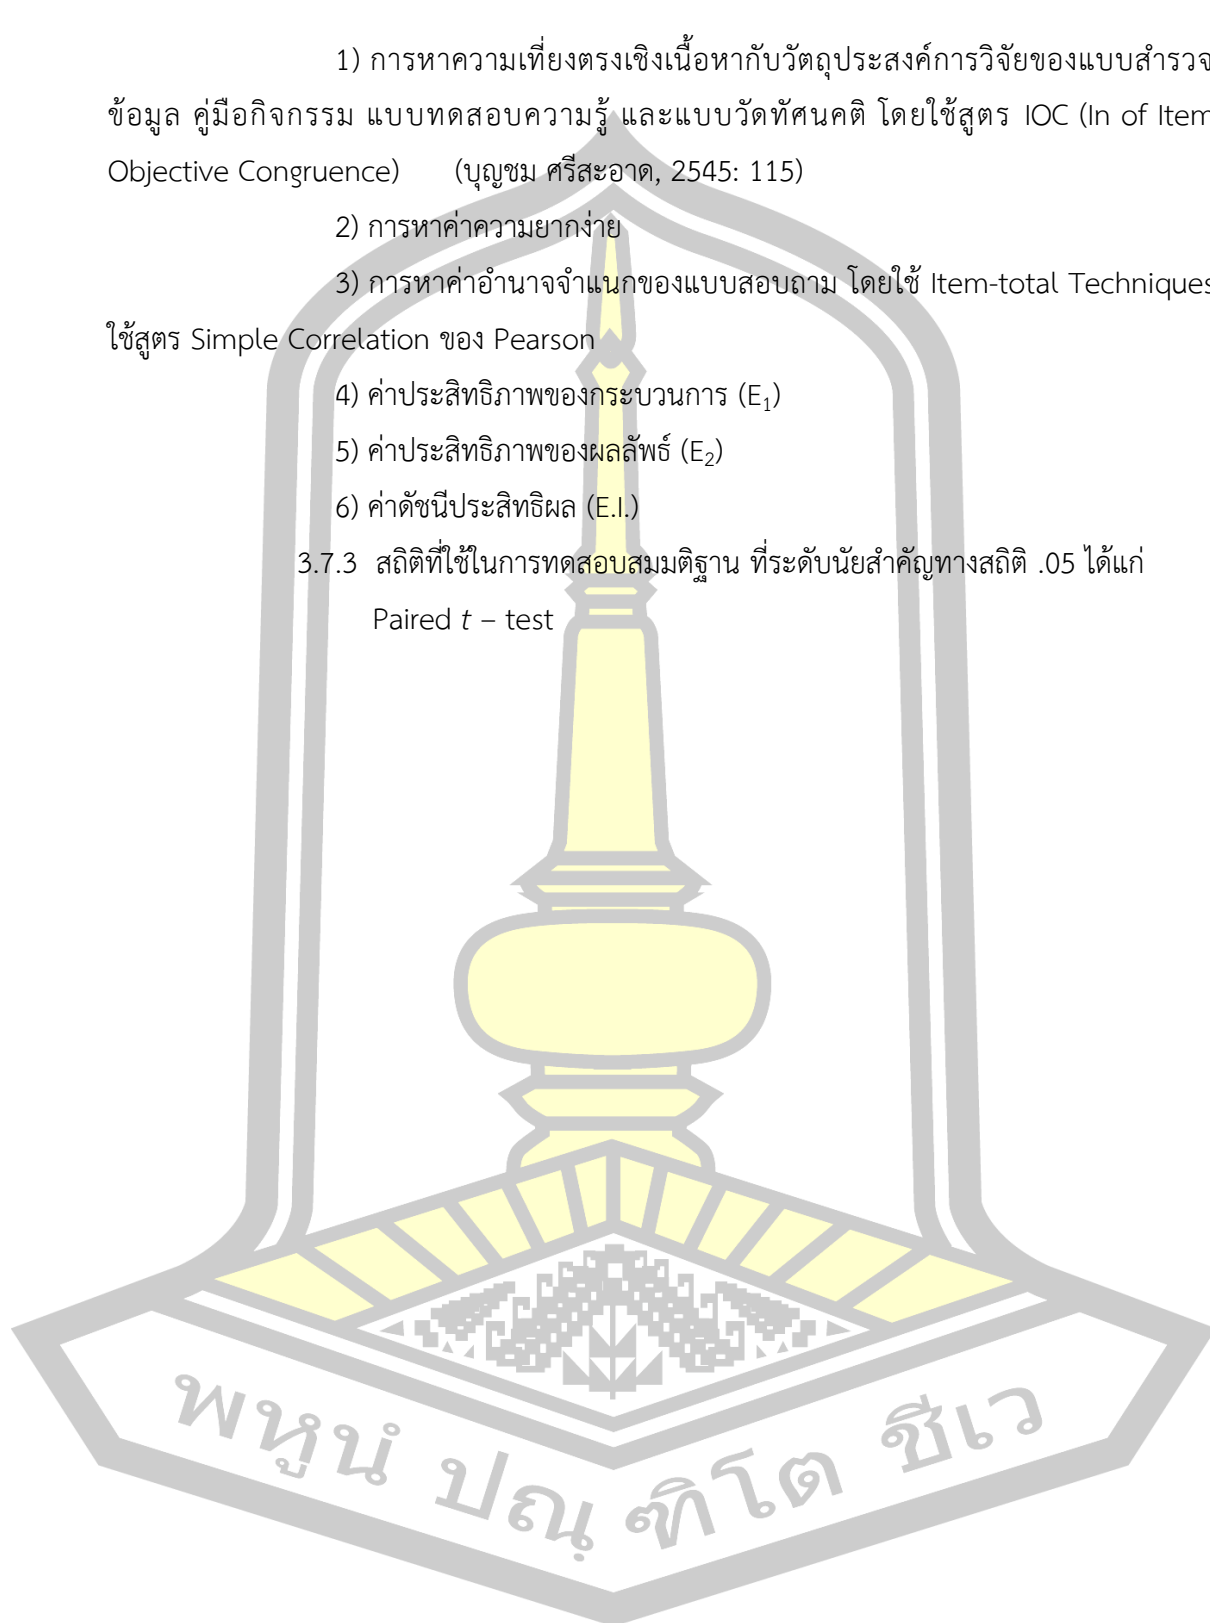 1) การหาความเที่ยงตรงเชิงเนื้อหากับวัตถุประสงค์การวิจัยของแบบสำรวจ
ข้อมูล คู่มือกิจกรรม แบบทดสอบความรู้ และแบบวัดทัศนคติ โดยใช้สูตร IOC (In of Item
Objective Congruence) (บุญชม ศรีสะอาด, 2545: 115)
2) การหาค่าความยากง่าย
3) การหาค่าอำนาจจำแนกของแบบสอบถาม โดยใช้ Item-total Techniques
ใช้สูตร Simple Correlation ของ Pearson
4) ค่าประสิทธิภาพของกระบวนการ (E₁)
5) ค่าประสิทธิภาพของผลลัพธ์ (E₂)
6) ค่าดัชนีประสิทธิผล (E.I.)
3.7.3 สถิติที่ใช้ในการทดสอบสมมติฐาน ที่ระดับนัยสำคัญทางสถิติ .05 ได้แก่
Paired t – test
พหูนํ ปณฺฑิโต ชีเว